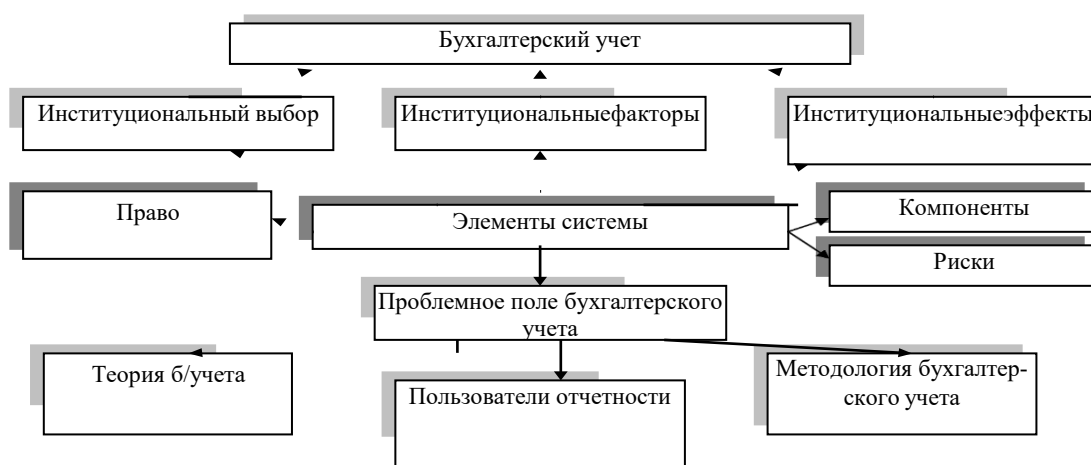 Бухгалтерский учет
Институциональный выбор
Институциональныефакторы
Институциональныеэффекты
Право
Элементы системы
Компоненты
Риски
Проблемное поле бухгалтерского
учета
Теория б/учета
Пользователи отчетности
Методология бухгалтер-
ского учета